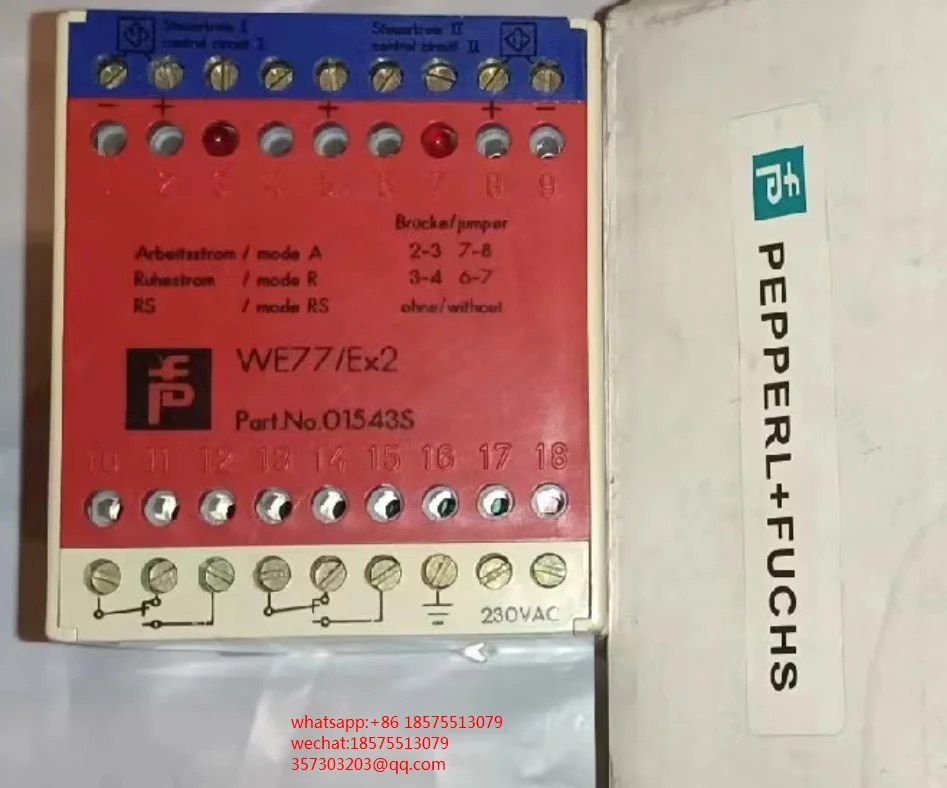 Steuerkreis I
control circuit I
Steuerkreis II
control circuit II
- + + + -
1 2 3 4 5 6 7 8 9
Brücke/jumper
Arbeitsstrom / mode A 2-3 7-8
Ruhestrom / mode R 3-4 6-7
RS / mode RS ohne/without
WE77/Ex2
Part.No.01543S
10 11 12 13 14 15 16 17 18
230VAC
PEPPERL+FUCHS
whatsapp:+86 18575513079
wechat:18575513079
357303203@qq.com